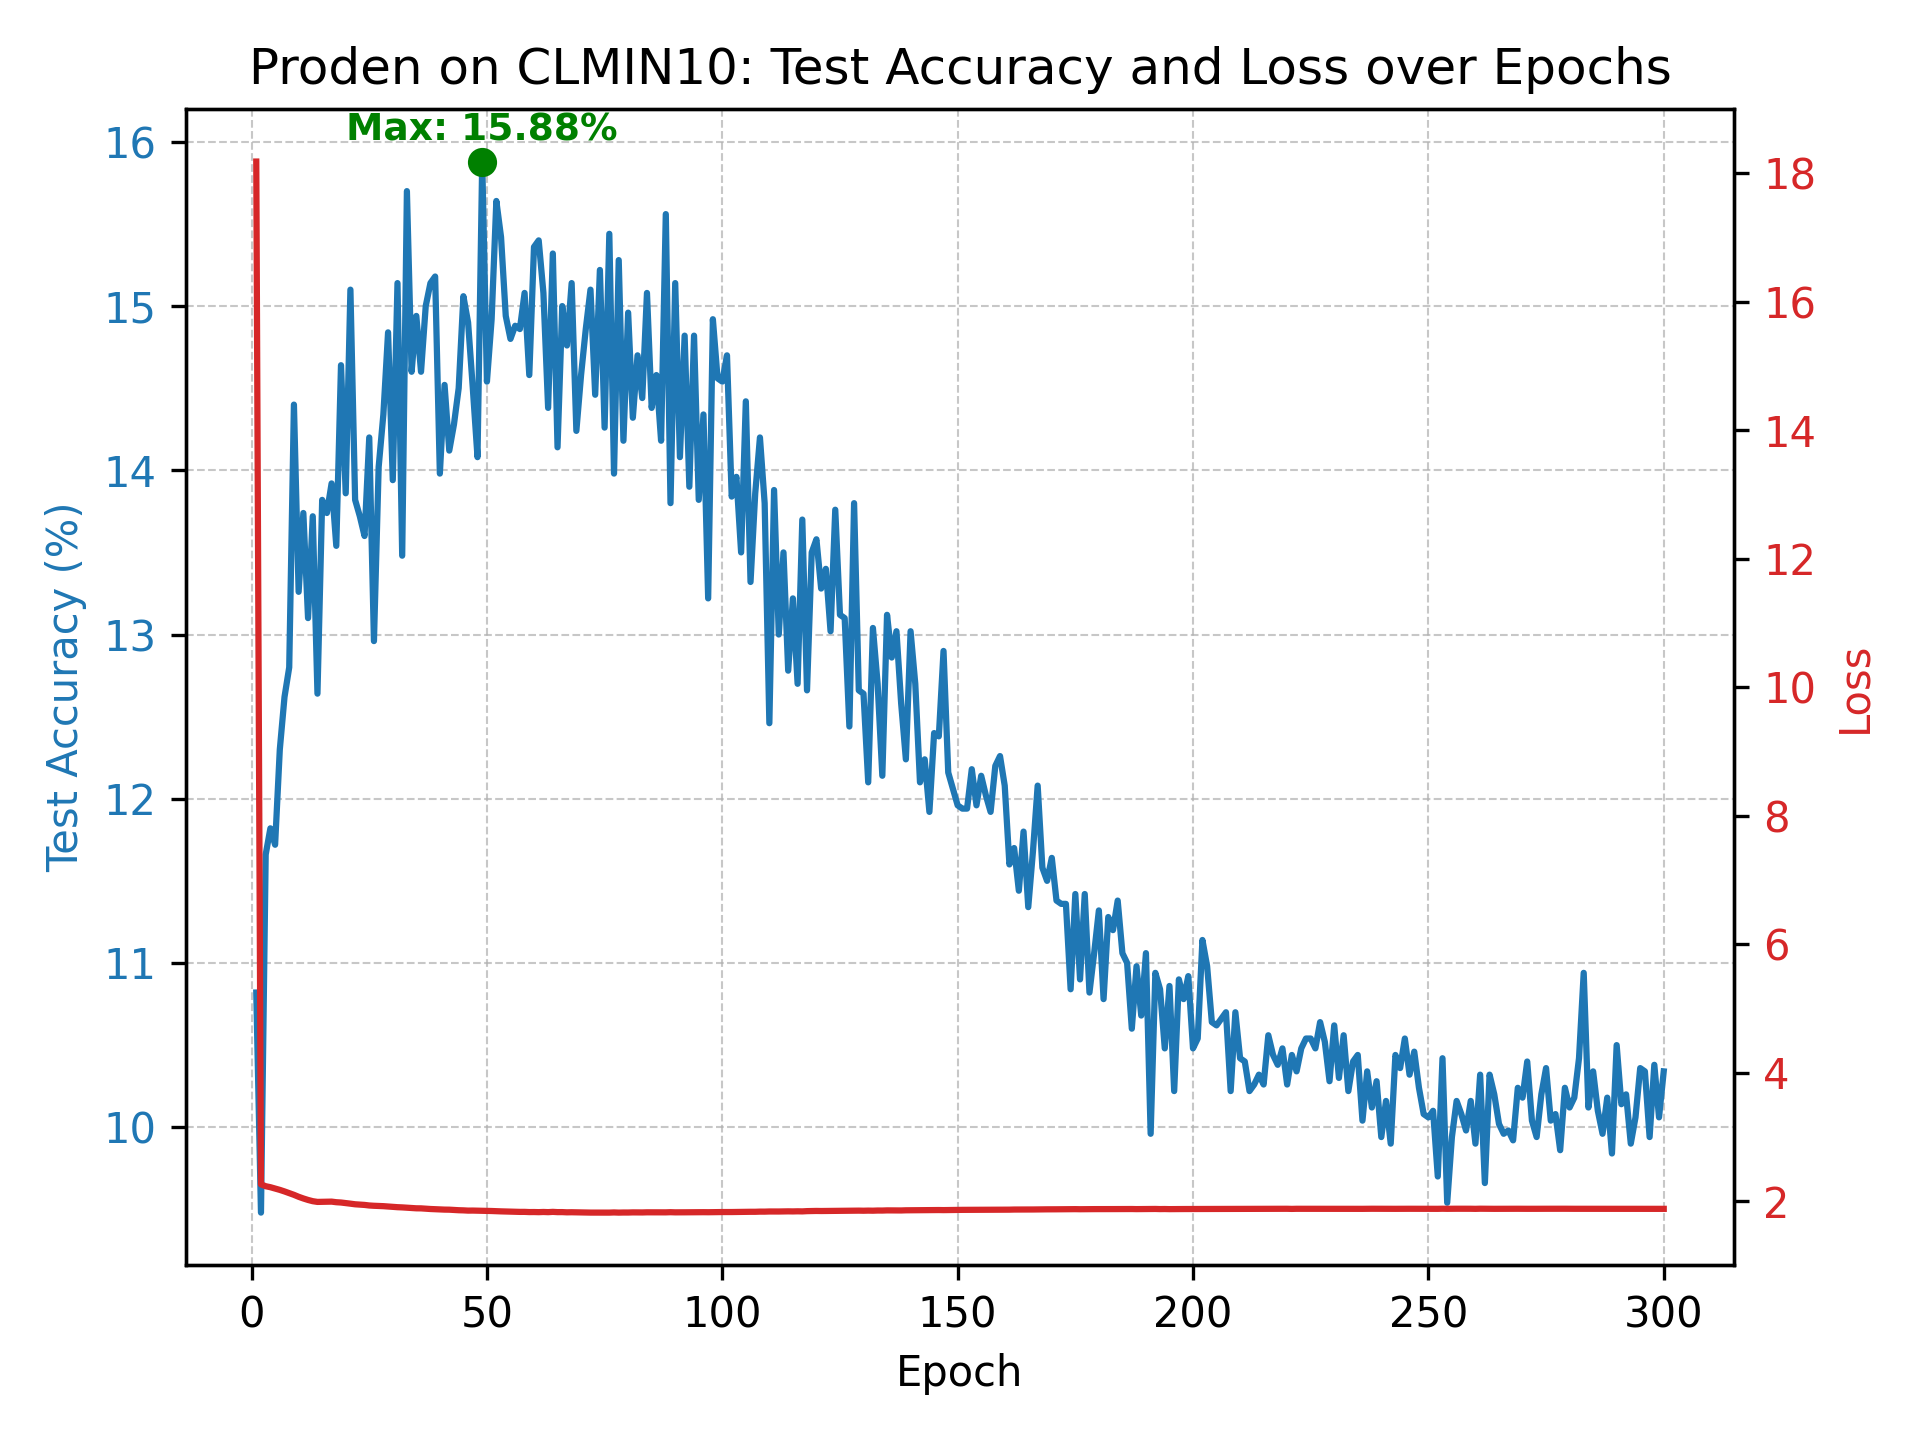 Proden on CLMIN10: Test Accuracy and Loss over Epochs
Max: 15.88%
Test Accuracy (%)
16
15
14
13
12
11
10
18
16
14
12
10
8
6
4
2
Loss
0 50 100 150 200 250 300
Epoch